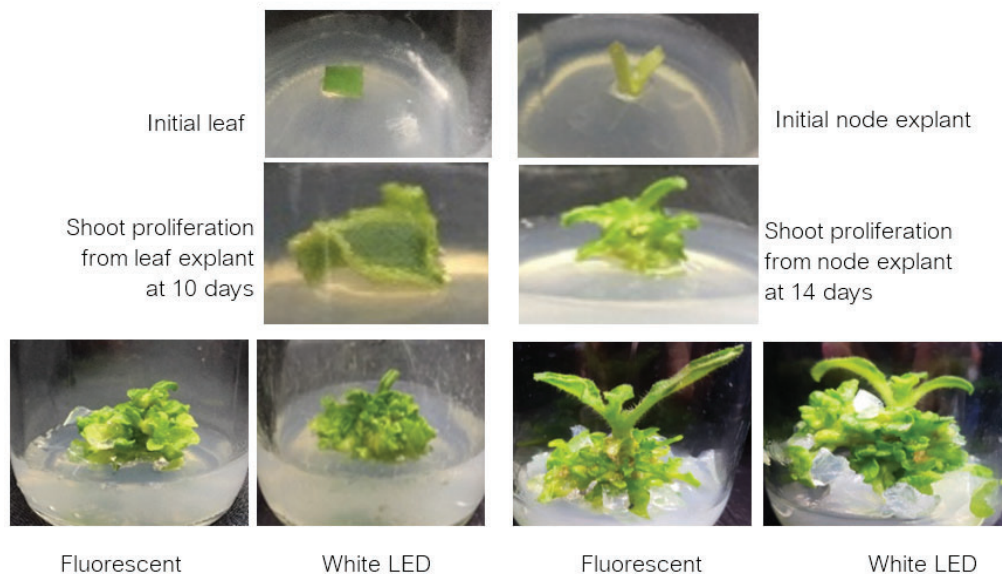 Initial leaf
Initial node explant
Shoot proliferation
from leaf explant
at 10 days
Shoot proliferation
from node explant
at 14 days
Fluorescent
White LED
Fluorescent
White LED